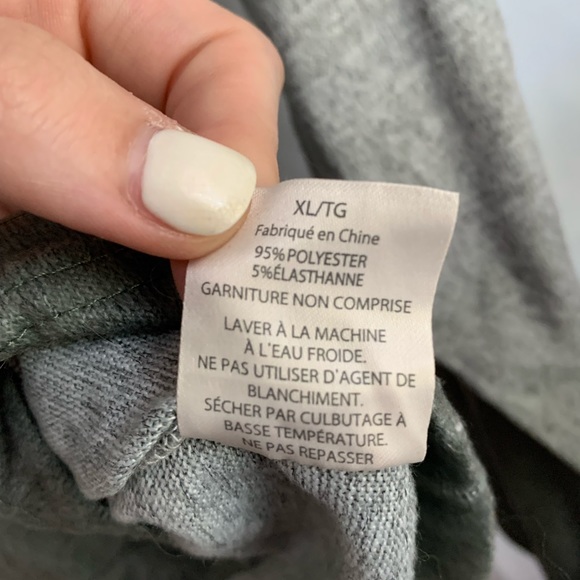 XL/TG
Fabriqué en Chine
95%POLYESTER
5%ÉLASTHANNE
GARNITURE NON COMPRISE
LAVER À LA MACHINE
À L'EAU FROIDE.
NE PAS UTILISER D'AGENT DE
BLANCHIMENT.
SÉCHER PAR CULBUTAGE À
BASSE TEMPÉRATURE.
NE PAS REPASSER